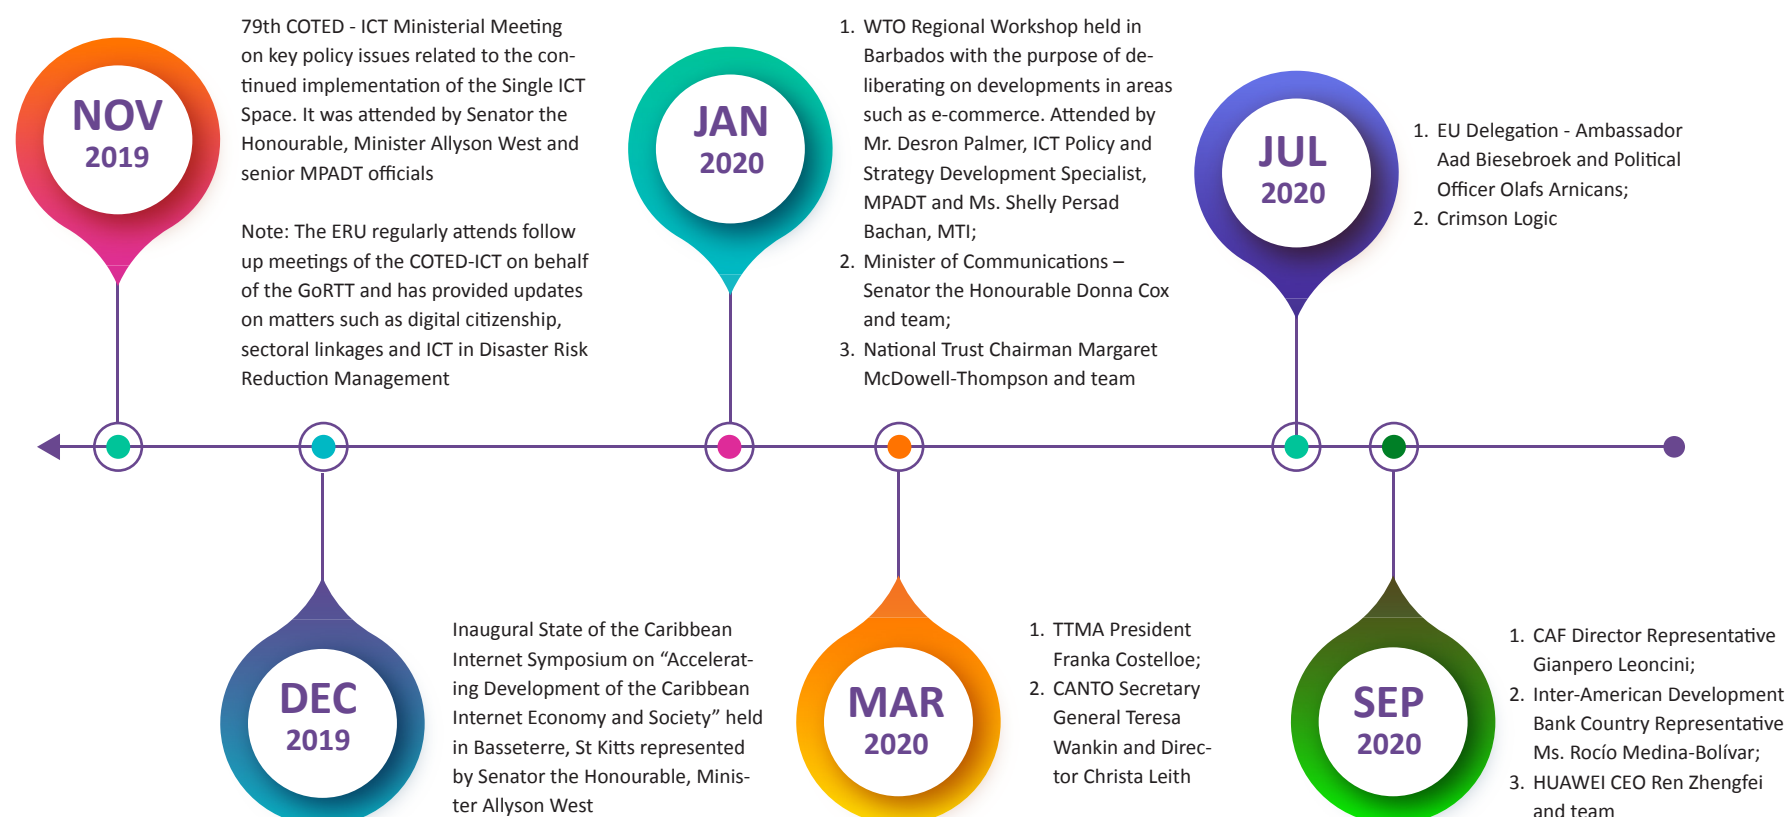 NOV
2019
79th COTED - ICT Ministerial Meeting
on key policy issues related to the con-
tinued implementation of the Single ICT
Space. It was attended by Senator the
Honourable, Minister Allyson West and
senior MPADT officials
Note: The ERU regularly attends follow
up meetings of the COTED-ICT on behalf
of the GoRTT and has provided updates
on matters such as digital citizenship,
sectoral linkages and ICT in Disaster Risk
Reduction Management
JAN
2020
1. WTO Regional Workshop held in
Barbados with the purpose of de-
liberating on developments in areas
such as e-commerce. Attended by
Mr. Desron Palmer, ICT Policy and
Strategy Development Specialist,
MPADT and Ms. Shelly Persad
Bachan, MTI;
2. Minister of Communications –
Senator the Honourable Donna Cox
and team;
3. National Trust Chairman Margaret
McDowell-Thompson and team
JUL
2020
1. EU Delegation - Ambassador
Aad Biesebroek and Political
Officer Olafs Arnicans;
2. Crimson Logic
DEC
2019
Inaugural State of the Caribbean
Internet Symposium on “Accelerat-
ing Development of the Caribbean
Internet Economy and Society” held
in Basseterre, St Kitts represented
by Senator the Honourable, Minis-
ter Allyson West
MAR
2020
1. TTMA President
Franka Costelloe;
2. CANTO Secretary
General Teresa
Wankin and Direc-
tor Christa Leith
SEP
2020
1. CAF Director Representative
Gianpero Leoncini;
2. Inter-American Development
Bank Country Representative
Ms. Rocío Medina-Bolívar;
3. HUAWEI CEO Ren Zhengfei
and team